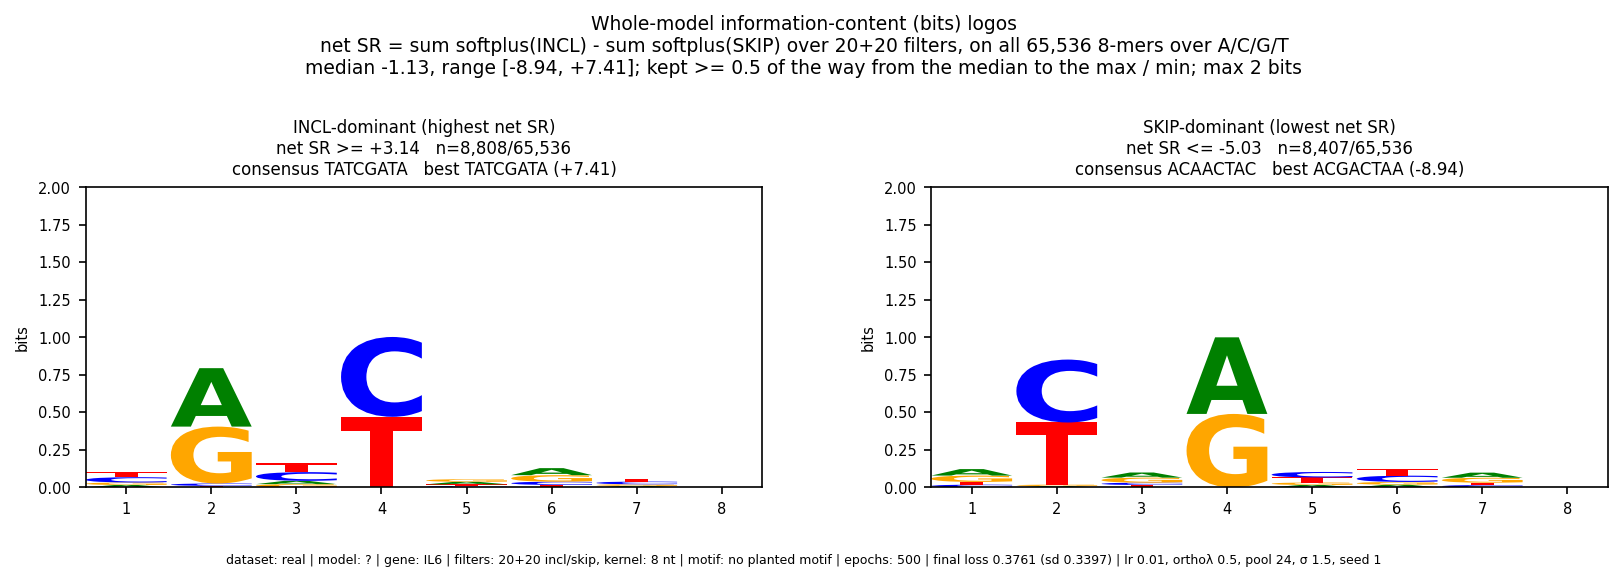 Whole-model information-content (bits) logos
net SR = sum softplus(INCL) - sum softplus(SKIP) over 20+20 filters, on all 65,536 8-mers over A/C/G/T
median -1.13, range [-8.94, +7.41]; kept >= 0.5 of the way from the median to the max / min; max 2 bits
INCL-dominant (highest net SR)
net SR >= +3.14 n=8,808/65,536
consensus TATCGATA best TATCGATA (+7.41)
2.00
1.75
1.50
1.25
1.00
0.75
0.50
0.25
0.00
bits
A
G
C
T
1 2 3 4 5 6 7 8
SKIP-dominant (lowest net SR)
net SR <= -5.03 n=8,407/65,536
consensus ACAACTAC best ACGACTAA (-8.94)
2.00
1.75
1.50
1.25
1.00
0.75
0.50
0.25
0.00
bits
C
T
A
G
1 2 3 4 5 6 7 8
dataset: real | model: ? | gene: IL6 | filters: 20+20 incl/skip, kernel: 8 nt | motif: no planted motif | epochs: 500 | final loss 0.3761 (sd 0.3397) | lr 0.01, orthoλ 0.5, pool 24, σ 1.5, seed 1